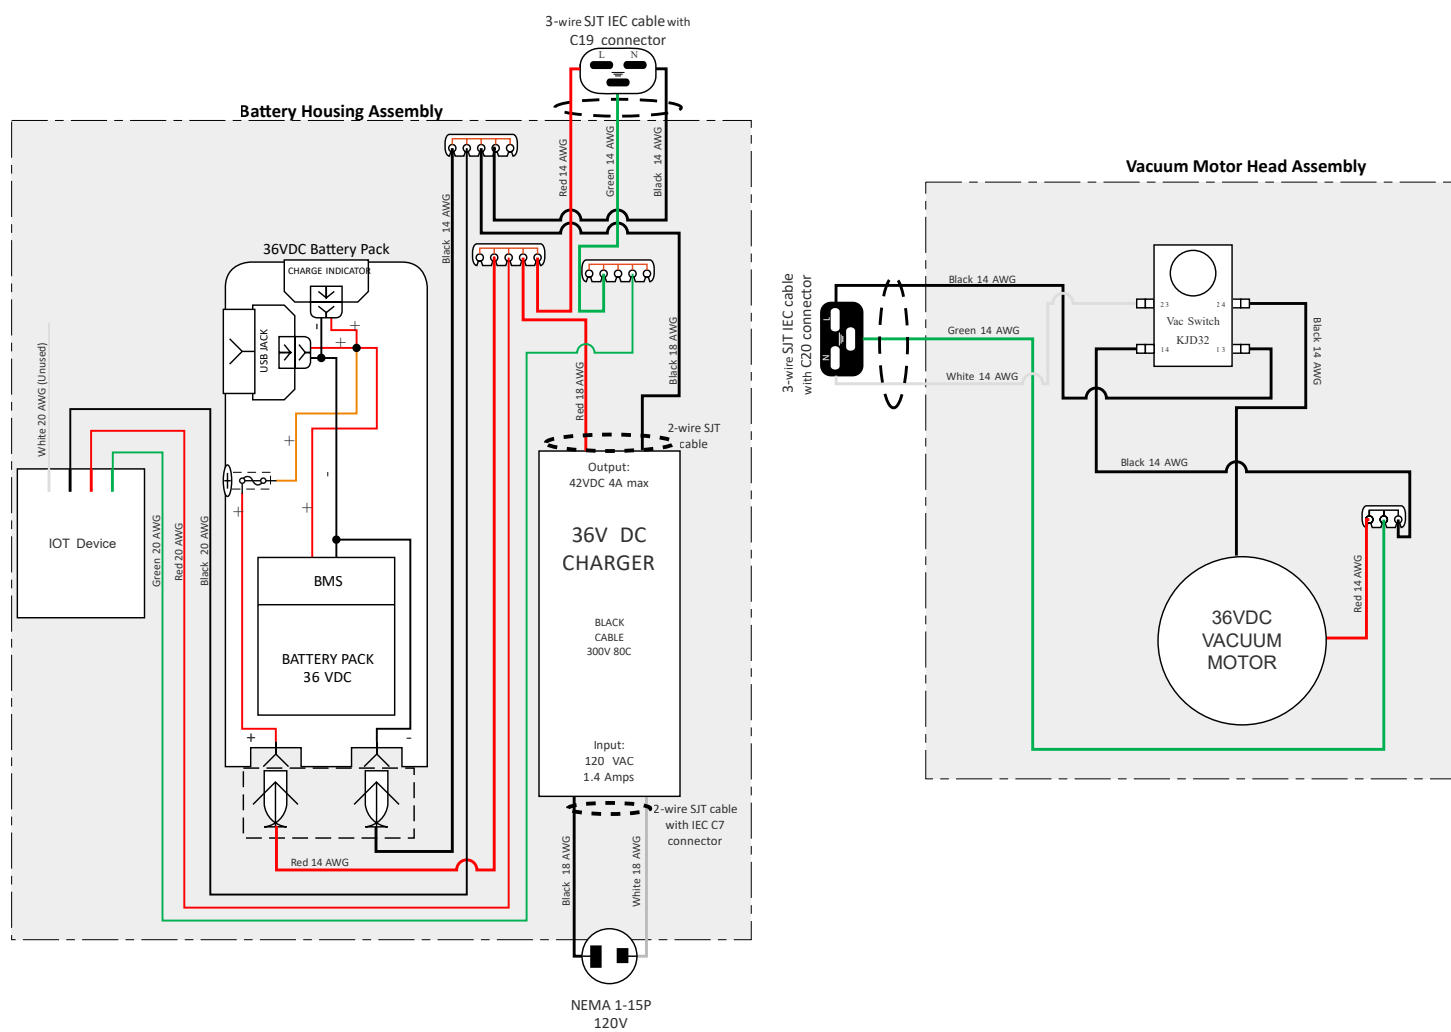 3-wire SJT IEC cable with
C19 connector
L
N
Battery Housing Assembly
Red 14 AWG
Green 14 AWG
Black 14 AWG
Black 14 AWG
36VDC Battery Pack
CHARGE INDICATOR
-
+
+
USB JACK
+
-
+
+
White 20 AWG (Unused)
IOT Device
Green 20 AWG
Red 20 AWG
Black 20 AWG
BMS
BATTERY PACK
36 VDC
+
-
Red 14 AWG
Red 18 AWG
Black 18 AWG
2-wire SJT
cable
Output:
42VDC 4A max
36V DC
CHARGER
BLACK
CABLE
300V 80C
Input:
120 VAC
1.4 Amps
2-wire SJT cable
with IEC C7
connector
Black 18 AWG
White 18 AWG
NEMA 1-15P
120V
Vacuum Motor Head Assembly
3-wire SJT IEC cable
with C20 connector
L
N
Black 14 AWG
Green 14 AWG
White 14 AWG
23
24
Vac Switch
KJD32
14
13
Black 14 AWG
Black 14 AWG
Red 14 AWG
36VDC
VACUUM
MOTOR